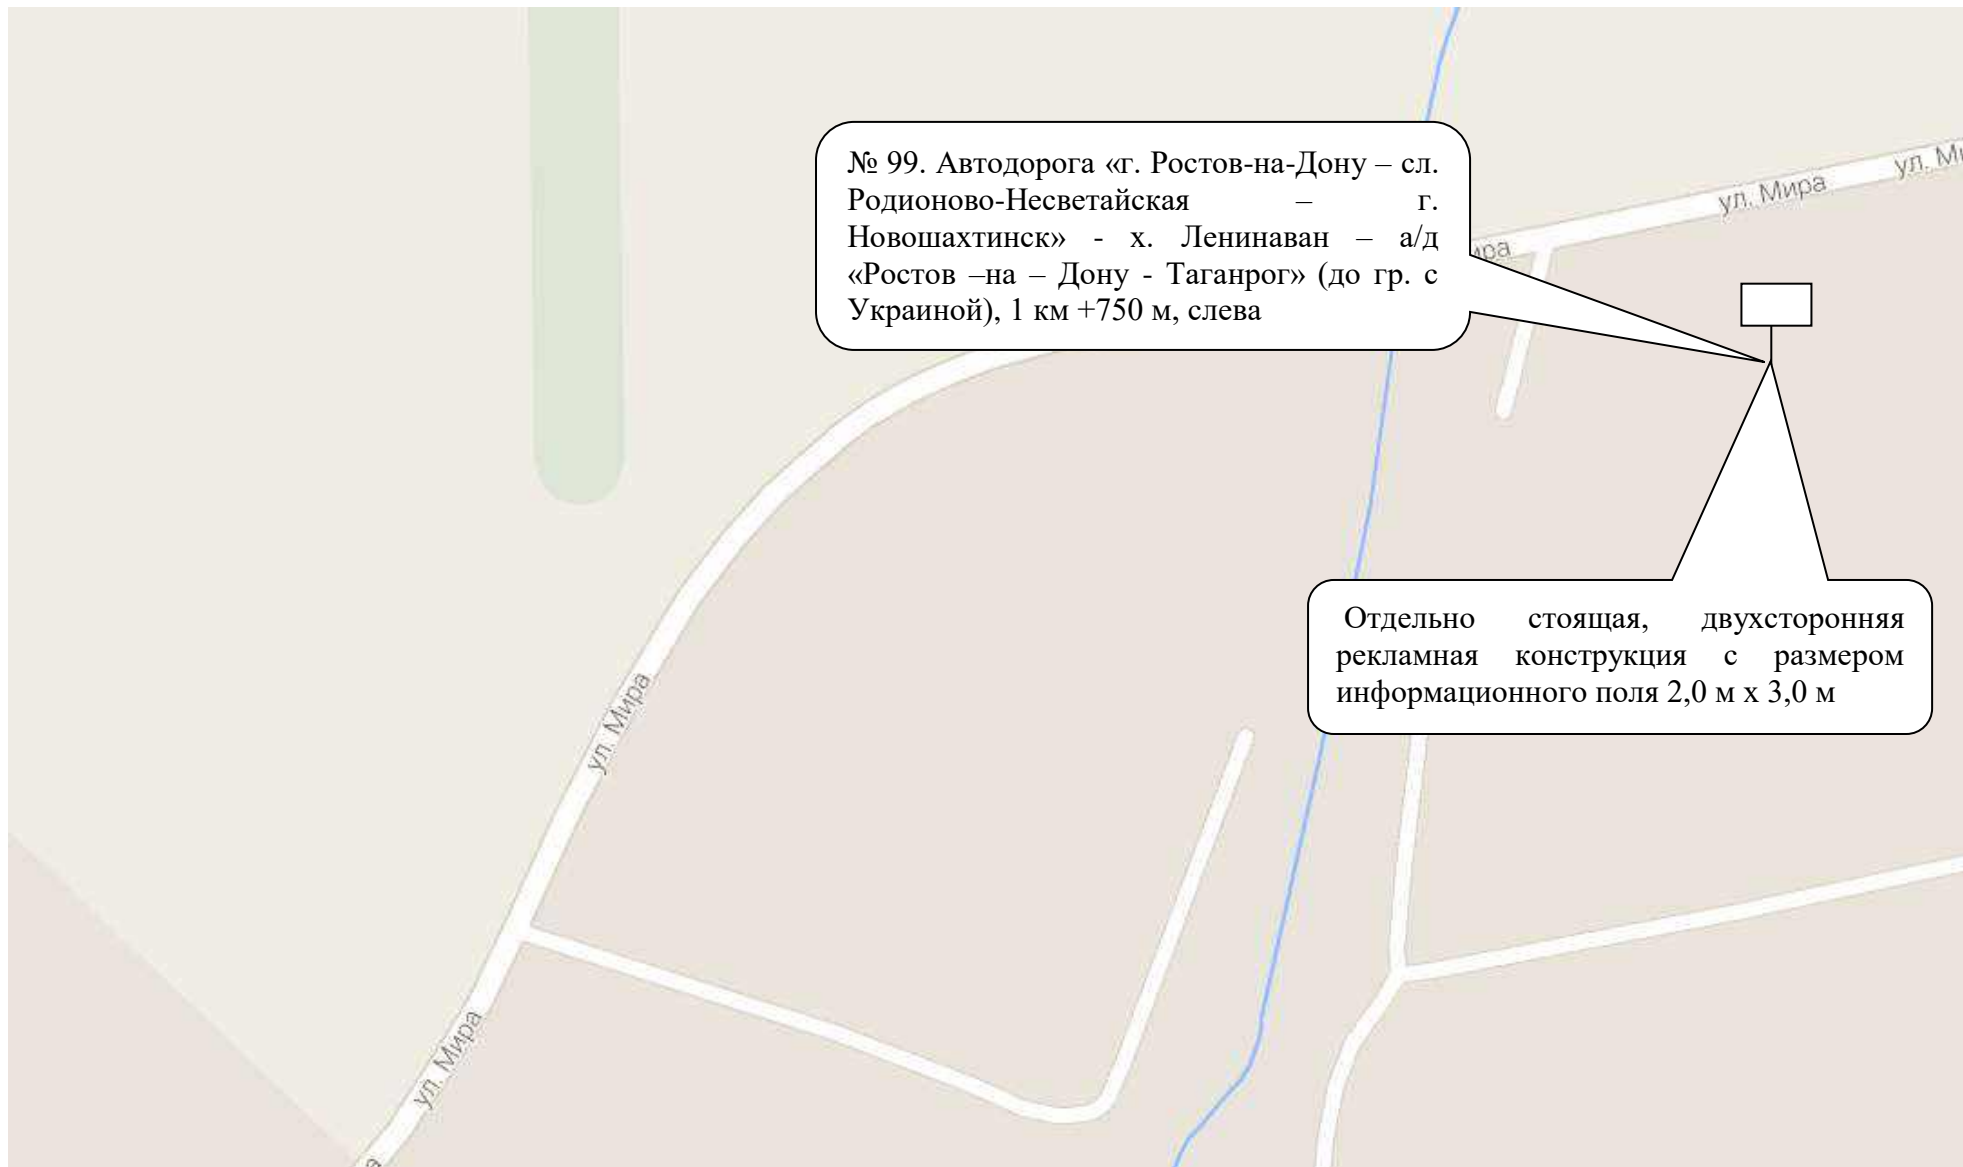 № 99. Автодорога «г. Ростов-на-Дону – сл.
Родионово-Несветайская – г.
Новошахтинск» - х. Ленинаван – а/д
«Ростов –на – Дону - Таганрог» (до гр. с
Украиной), 1 км +750 м, слева
ул. Мира
Отдельно стоящая, двухсторонняя
рекламная конструкция с размером
информационного поля 2,0 м х 3,0 м
ул. Мира
ул. Мира